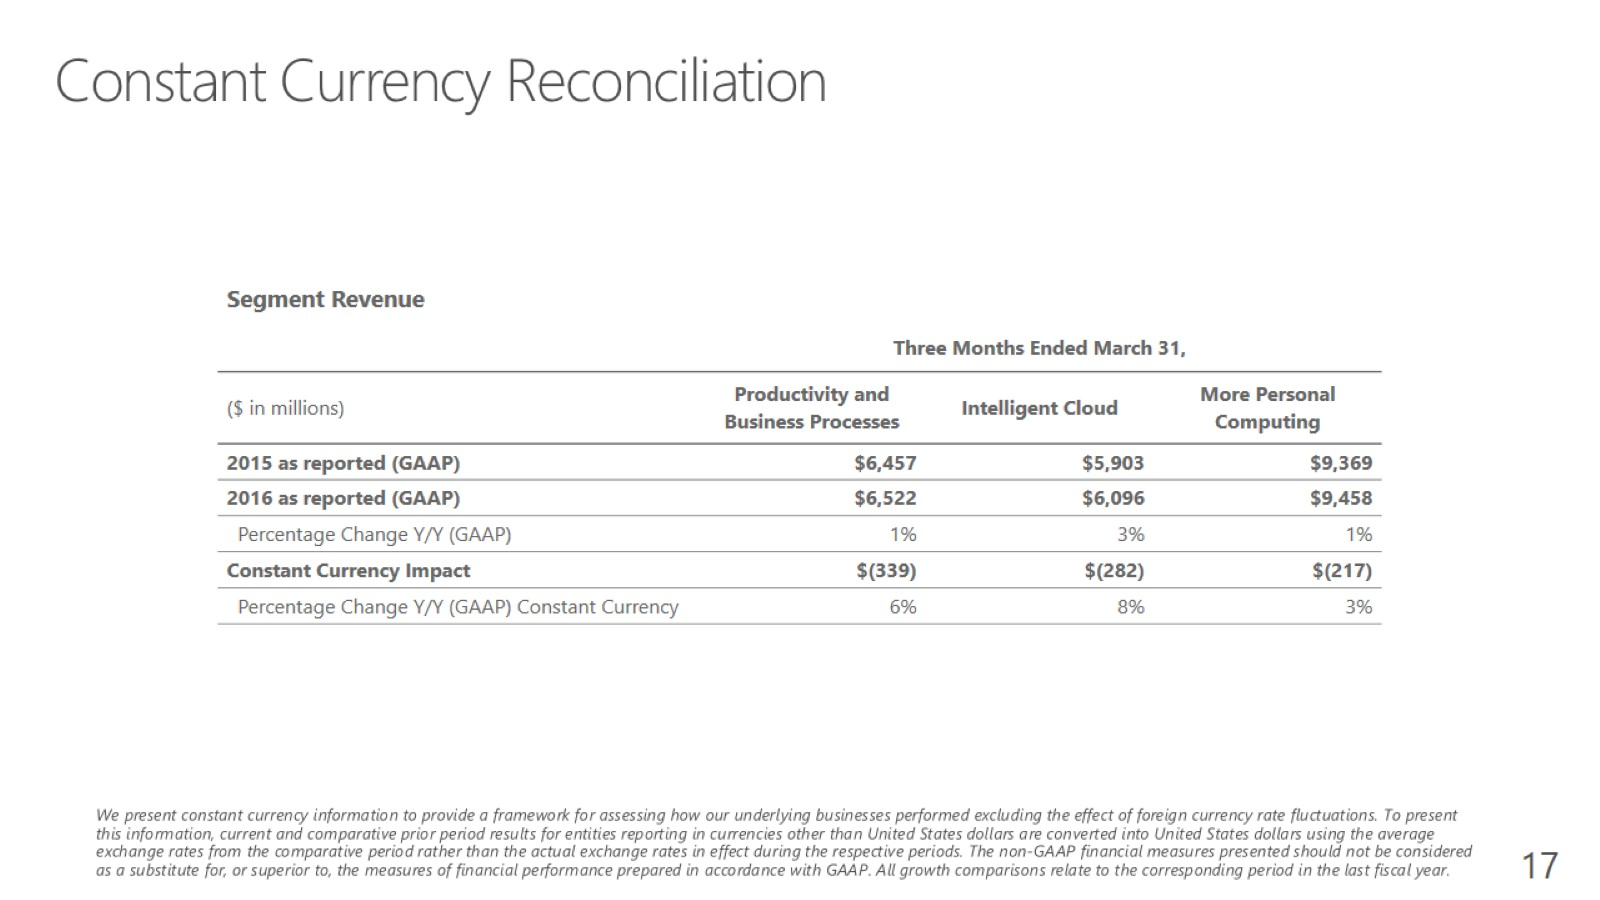 Constant Currency Reconciliation
Segment Revenue
Three Months Ended March 31,
($ in millions)
Productivity and
Business Processes
Intelligent Cloud
More Personal
Computing
2015 as reported (GAAP) $6,457 $5,903 $9,369
2016 as reported (GAAP) $6,522 $6,096 $9,458
Percentage Change Y/Y (GAAP) 1% 3% 1%
Constant Currency Impact $(339) $(282) $(217)
Percentage Change Y/Y (GAAP) Constant Currency 6% 8% 3%
We present constant currency information to provide a framework for assessing how our underlying businesses performed excluding the effect of foreign currency rate fluctuations. To present
this information, current and comparative prior period results for entities reporting in currencies other than United States dollars are converted into United States dollars using the average
exchange rates from the comparative period rather than the actual exchange rates in effect during the respective periods. The non-GAAP financial measures presented should not be considered
as a substitute for, or superior to, the measures of financial performance prepared in accordance with GAAP. All growth comparisons relate to the corresponding period in the last fiscal year.
17